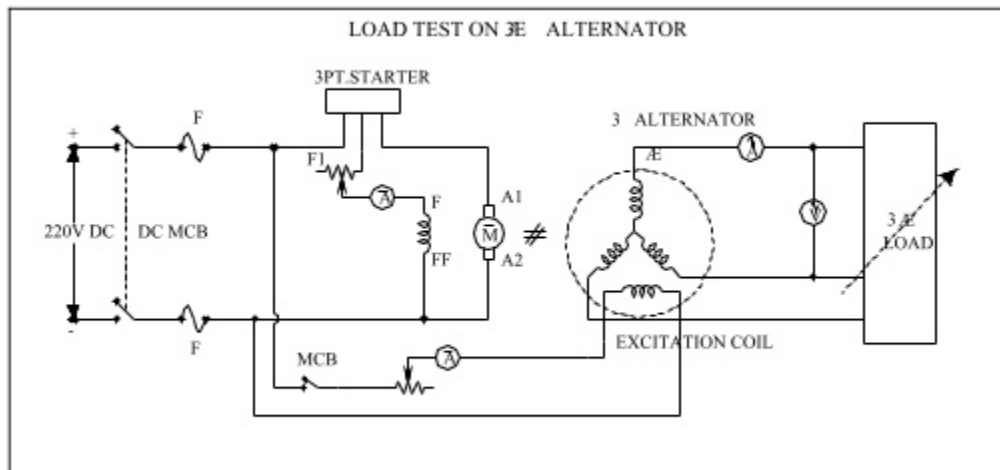 LOAD TEST ON 3Æ ALTERNATOR
3PT.STARTER
F
3 ALTERNATOR
Æ
A
+
F1
A
F
A1
220V DC
DC MCB
M
V
3 Æ
LOAD
FF
A2
-
F
EXCITATION COIL
MCB
A